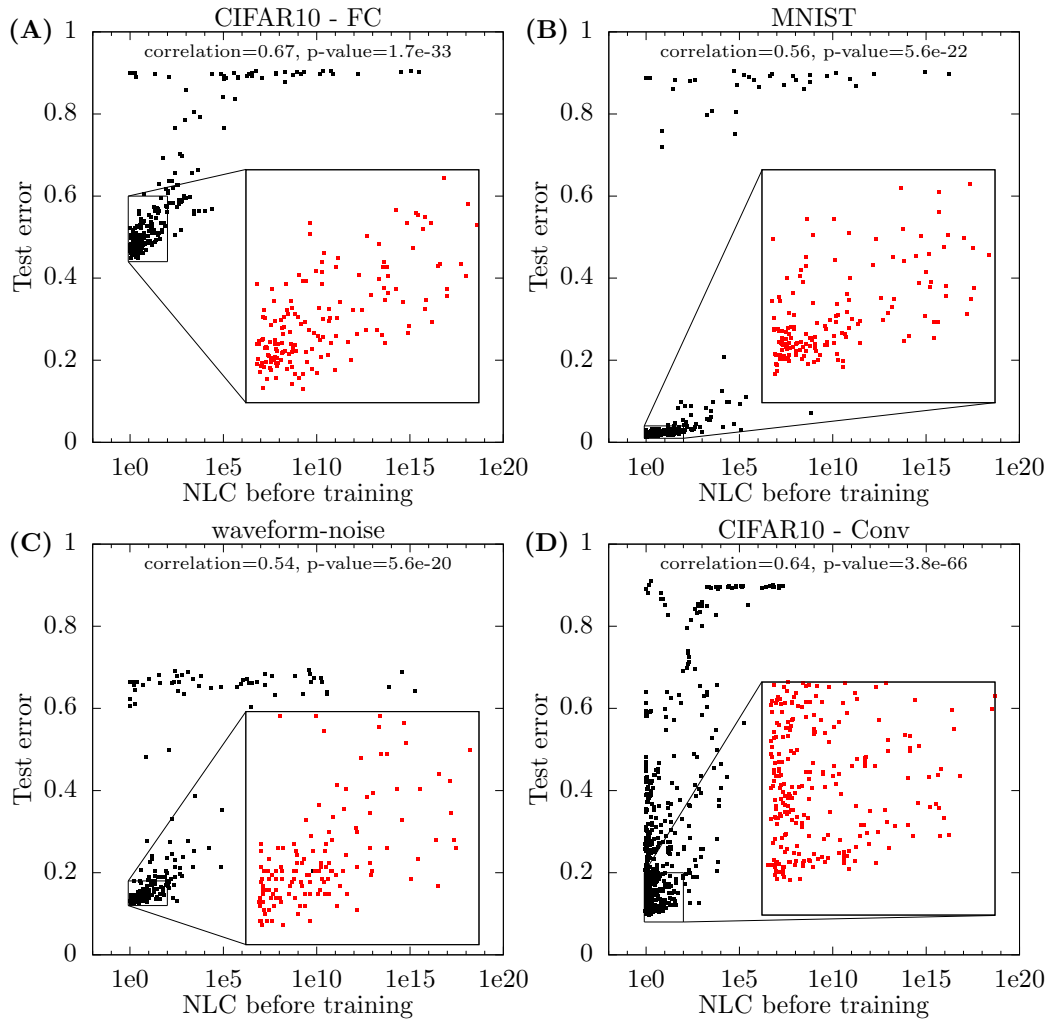 (A) CIFAR10 - FC
correlation=0.67, p-value=1.7e-33
1
0.8
0.6
0.4
0.2
0
Test error
1e0 1e5 1e10 1e15 1e20
NLC before training
(B) MNIST
correlation=0.56, p-value=5.6e-22
1
0.8
0.6
0.4
0.2
0
Test error
1e0 1e5 1e10 1e15 1e20
NLC before training
(C) waveform-noise
correlation=0.54, p-value=5.6e-20
1
0.8
0.6
0.4
0.2
0
Test error
1e0 1e5 1e10 1e15 1e20
NLC before training
(D) CIFAR10 - Conv
correlation=0.64, p-value=3.8e-66
1
0.8
0.6
0.4
0.2
0
Test error
1e0 1e5 1e10 1e15 1e20
NLC before training